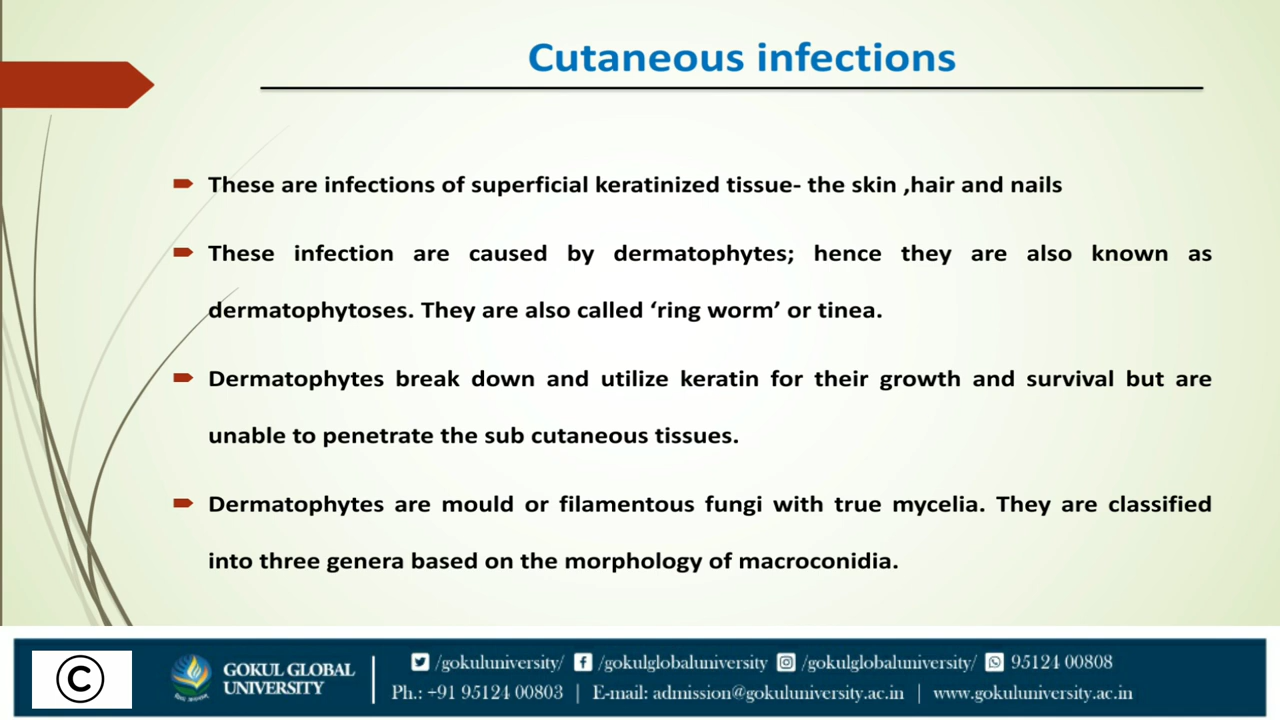 Cutaneous infections
These are infections of superficial keratinized tissue- the skin ,hair and nails
These infection are caused by dermatophytes; hence they are also known as
dermatophytoses. They are also called ‘ring worm’ or tinea.
Dermatophytes break down and utilize keratin for their growth and survival but are
unable to penetrate the sub cutaneous tissues.
Dermatophytes are mould or filamentous fungi with true mycelia. They are classified
into three genera based on the morphology of macroconidia.
©
GOKUL GLOBAL
UNIVERSITY
/gokuluniversity/ /gokulglobaluniversity /gokulglobaluniversity/ 95124 00808
Ph.: +91 95124 00803 | E-mail: admission@gokuluniversity.ac.in | www.gokuluniversity.ac.in